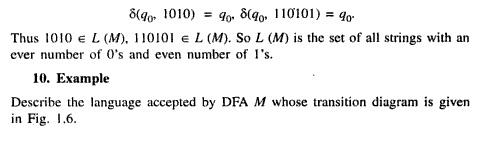 δ(q₀, 1010) = q₀, δ(q₀, 110101) = q₀.
Thus 1010 ∈ L (M), 110101 ∈ L (M). So L (M) is the set of all strings with an
ever number of 0's and even number of 1's.
10. Example
Describe the language accepted by DFA M whose transition diagram is given
in Fig. 1.6.